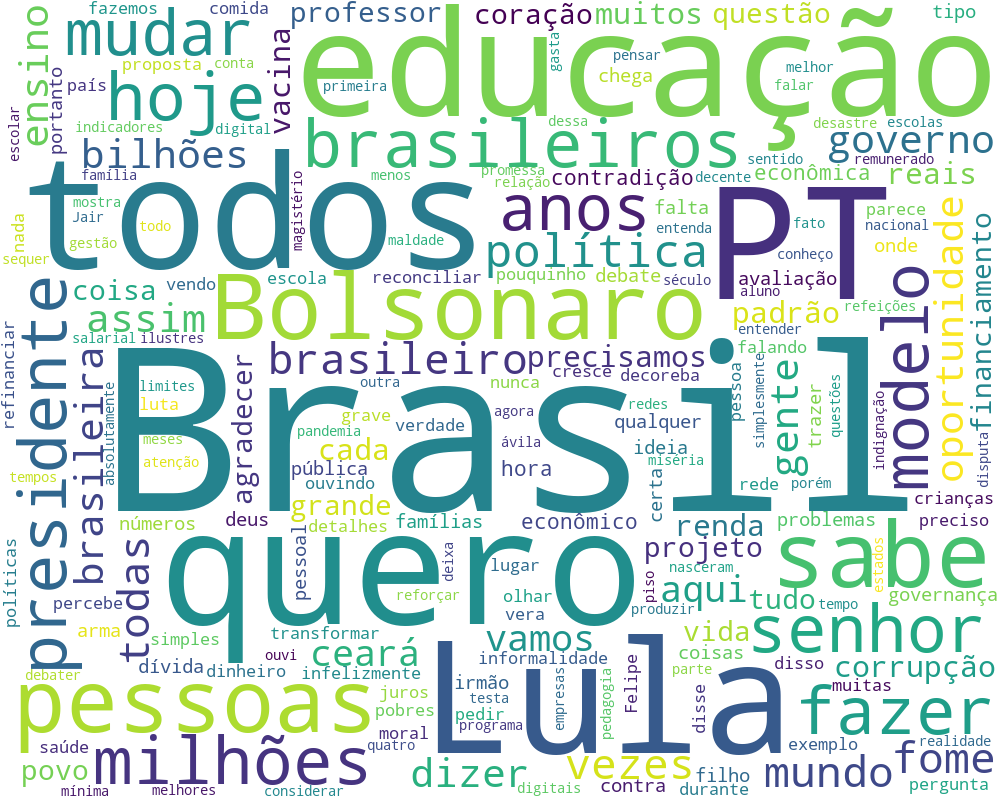 fazemos
comida
professor
coração
muitos
questão
tipo
mudar
educação
ensino
hoje
vacina
proposta
conta
gasta
pensar
melhor
país
portanto
primeira
chega
falar
escolar
indicadores
digital
brasileiros
dessa
desastre
escolas
governo
bilhões
todos
família
menos
promessa
relação
contradição
sentido
decente
remunerado
econômica
reais
mostra
Jair
magistério
anos
falta
PT
fato
parece
nacional
nada
gestão
todo
maldade
política
entenda
conheço
onde
oportunidade
financiamento
sequer
vendo
escola
reconciliar
pouquinho
debate
século
avaliação
aluno
refeições
presidente
coisa
Bolsonaro
padrão
modelo
assim
salarial
ilustres
entender
refinanciar
brasileira
brasileiro
precisamos
falando
cresce
decoreba
outra
nunca
pessoa
simplesmente
gente
trazer
questões
absolutamente
limites
luta
agradecer
Brasil
grave
verdade
agora
redes
qualquer
indignação
disputa
meses
pandemia
cada
ávila
ideia
tempos
atenção
pública
ouvindo
hora
miséria
certa
rede
porém
crianças
políticas
números
deus
grande
detalhes
famílias
econômico
renda
problemas
preciso
todas
quero
pessoal
deixa
lugar
projeto
sabe
estados
percebe
nasceram
piso
aqui
tudo
tempo
governança
arma
simples
reforçar
olhar
vera
produzir
transformar
vamos
vida
senhor
ceará
debater
dívida
dinheiro
ouvi
infelizmente
informalidade
coisas
disso
corrupção
parte
muitas
pessoas
juros
pobres
Lula
irmão
testa
pedir
programa
empresas
pedagogia
Felipe
disse
fazer
saúde
moral
quatro
exemplo
realidade
povo
milhões
dizer
vezes
filho
contra
durante
mundo
fome
pergunta
mínima
melhores
considerar
digitais